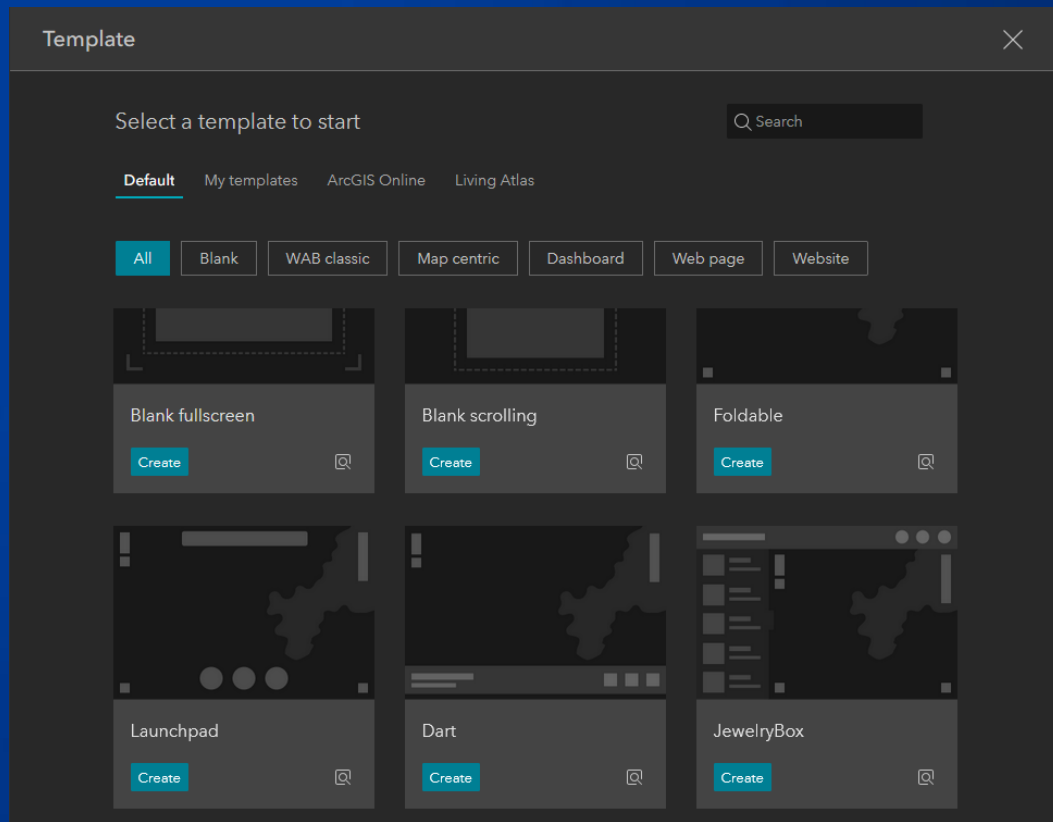 Template
Select a template to start
Search
Default My templates ArcGIS Online Living Atlas
All Blank WAB classic Map centric Dashboard Web page Website
Blank fullscreen Blank scrolling Foldable
Create Create Create
Launchpad Dart JewelryBox
Create Create Create